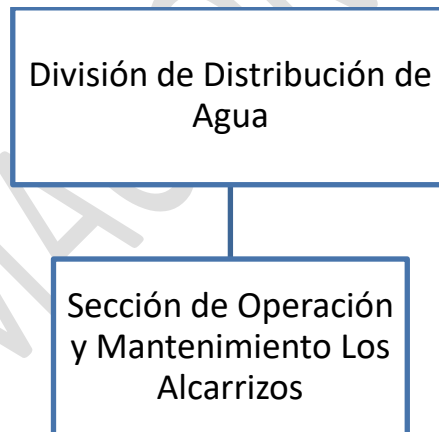 División de Distribución de
Agua
Sección de Operación
y Mantenimiento Los
Alcarrizos